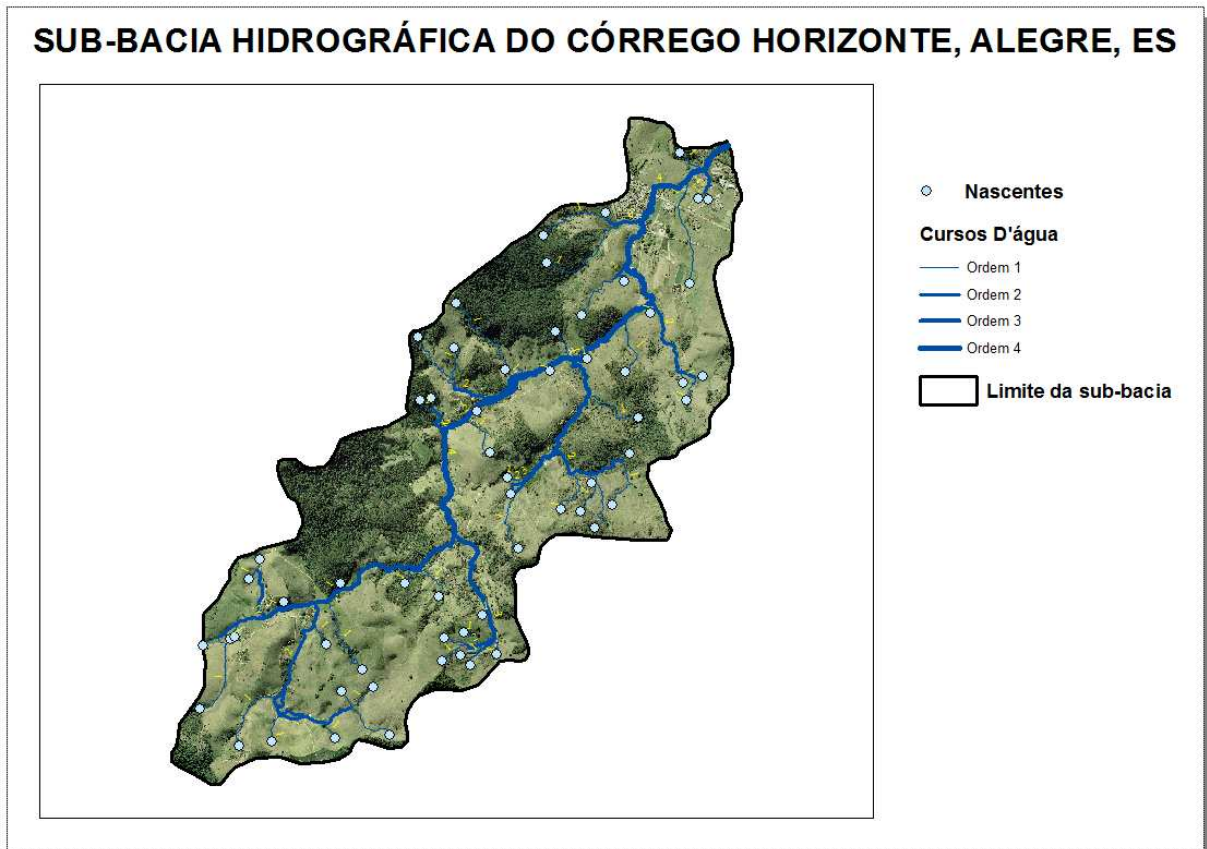 SUB-BACIA HIDROGRÁFICA DO CÓRREGO HORIZONTE, ALEGRE, ES
Nascentes
Cursos D'água
Ordem 1
Ordem 2
Ordem 3
Ordem 4
Limite da sub-bacia